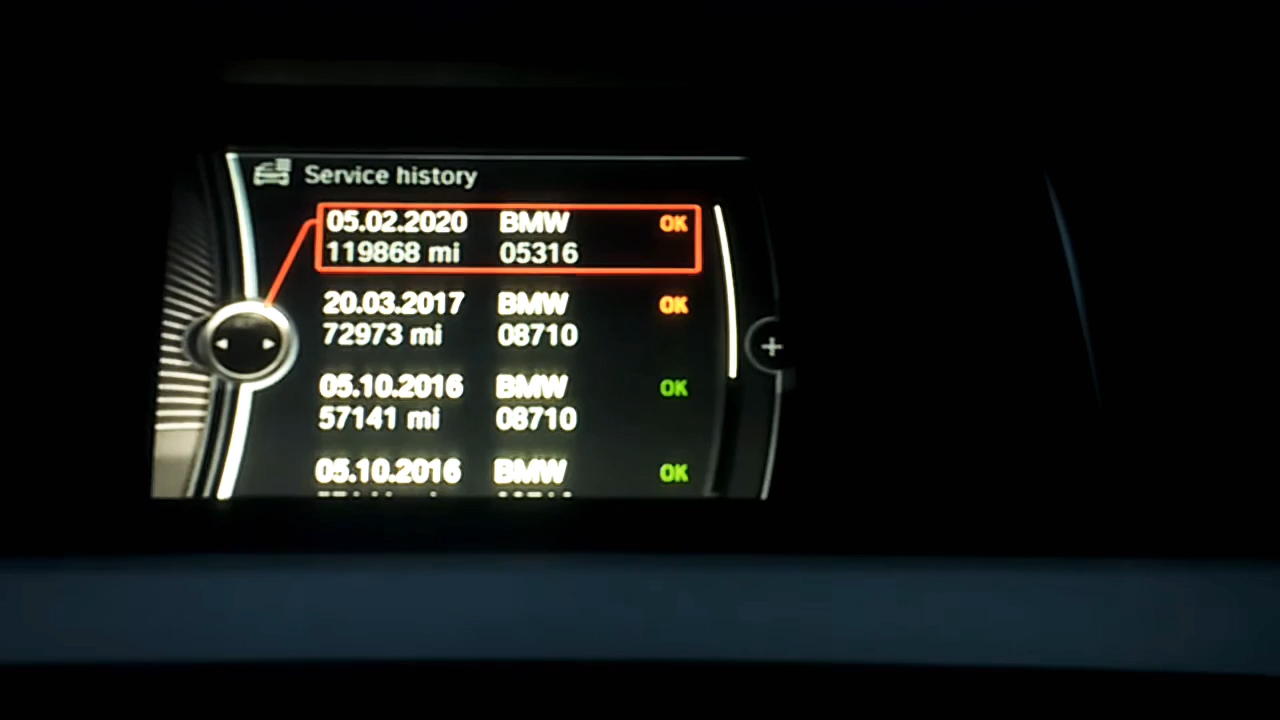 Service history
05.02.2020 BMW OK
119868 mi 05316
20.03.2017 BMW OK
72973 mi 08710
05.10.2016 BMW OK
57141 mi 08710
05.10.2016 BMW OK